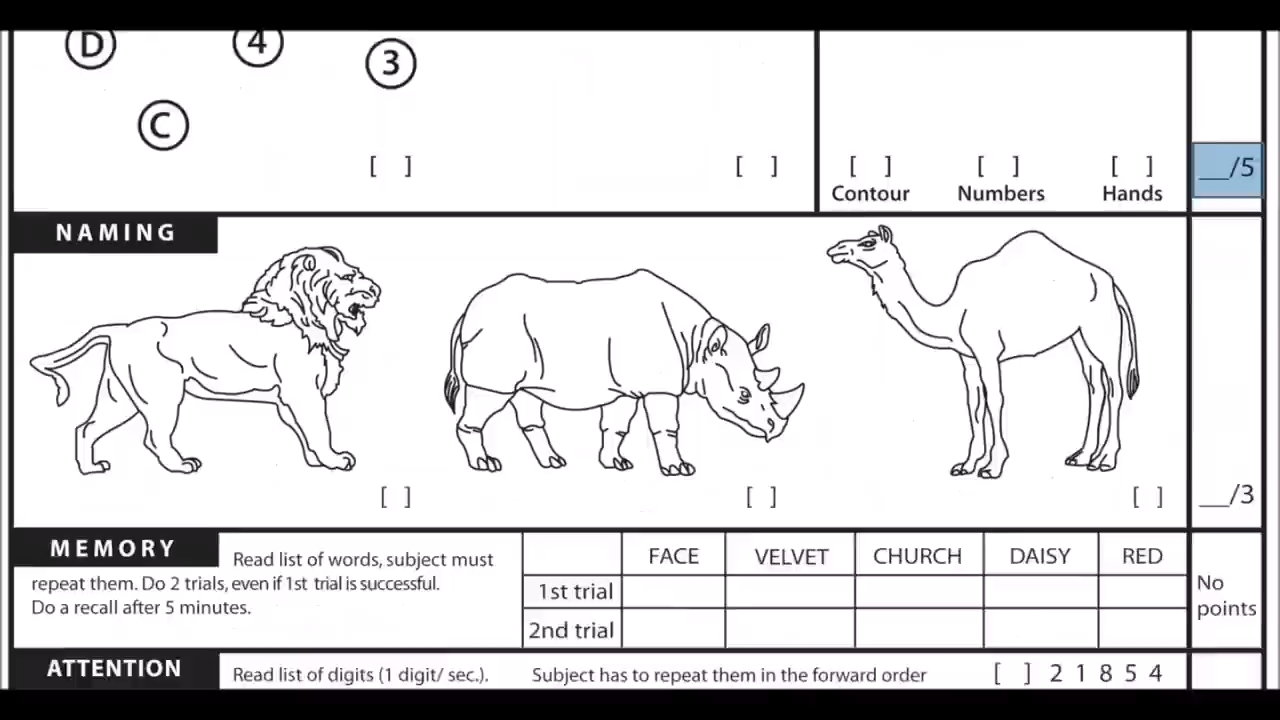 D
4
3
C
[ ]
[ ]
[ ]
[ ]
[ ]
__/5
Contour
Numbers
Hands
NAMING
[ ]
[ ]
[ ]
__/3
MEMORY
Read list of words, subject must
repeat them. Do 2 trials, even if 1st trial is successful.
Do a recall after 5 minutes.
FACE VELVET CHURCH DAISY RED
1st trial
2nd trial
No
points
ATTENTION
Read list of digits (1 digit/ sec.). Subject has to repeat them in the forward order [ ] 2 1 8 5 4